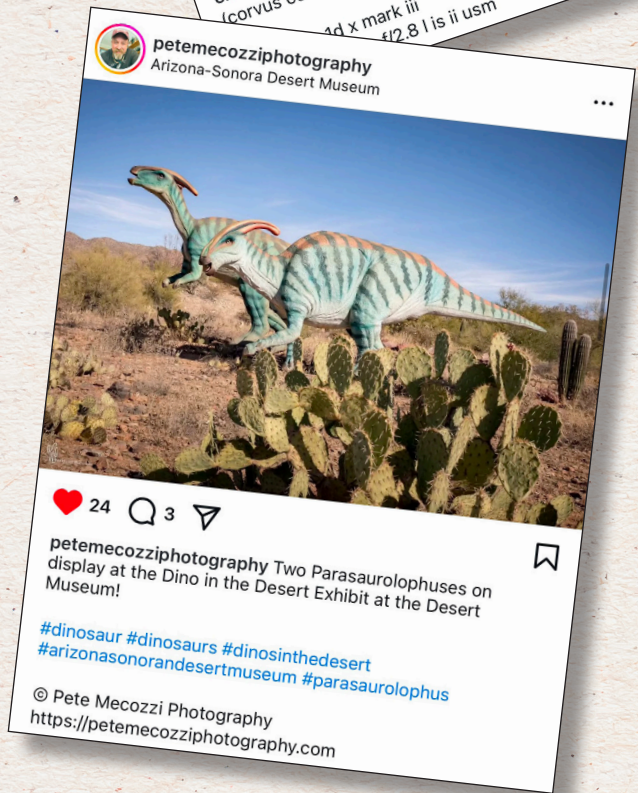 (corvus
1d x mark iii
f/2.8 l is ii usm
petemecozziphotography
Arizona-Sonora Desert Museum
24
3
petemecozziphotography Two Parasaurolophuses on
display at the Dino in the Desert Exhibit at the Desert
Museum!
#dinosaur #dinosaurs #dinosinthedesert
#arizonasonorandesertmuseum #parasaurolophus
© Pete Mecozzi Photography
https://petemecozziphotography.com